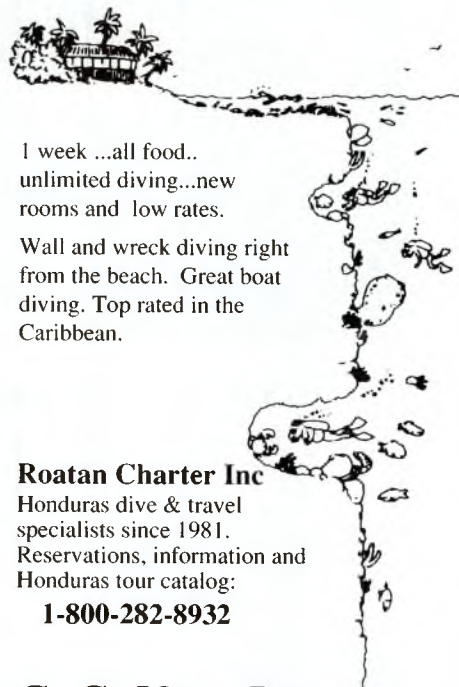 1 week ...all food..
unlimited diving...new
rooms and low rates.
Wall and wreck diving right
from the beach. Great boat
diving. Top rated in the
Caribbean.
Roatan Charter Inc
Honduras dive & travel
specialists since 1981.
Reservations, information and
Honduras tour catalog:
1-800-282-8932